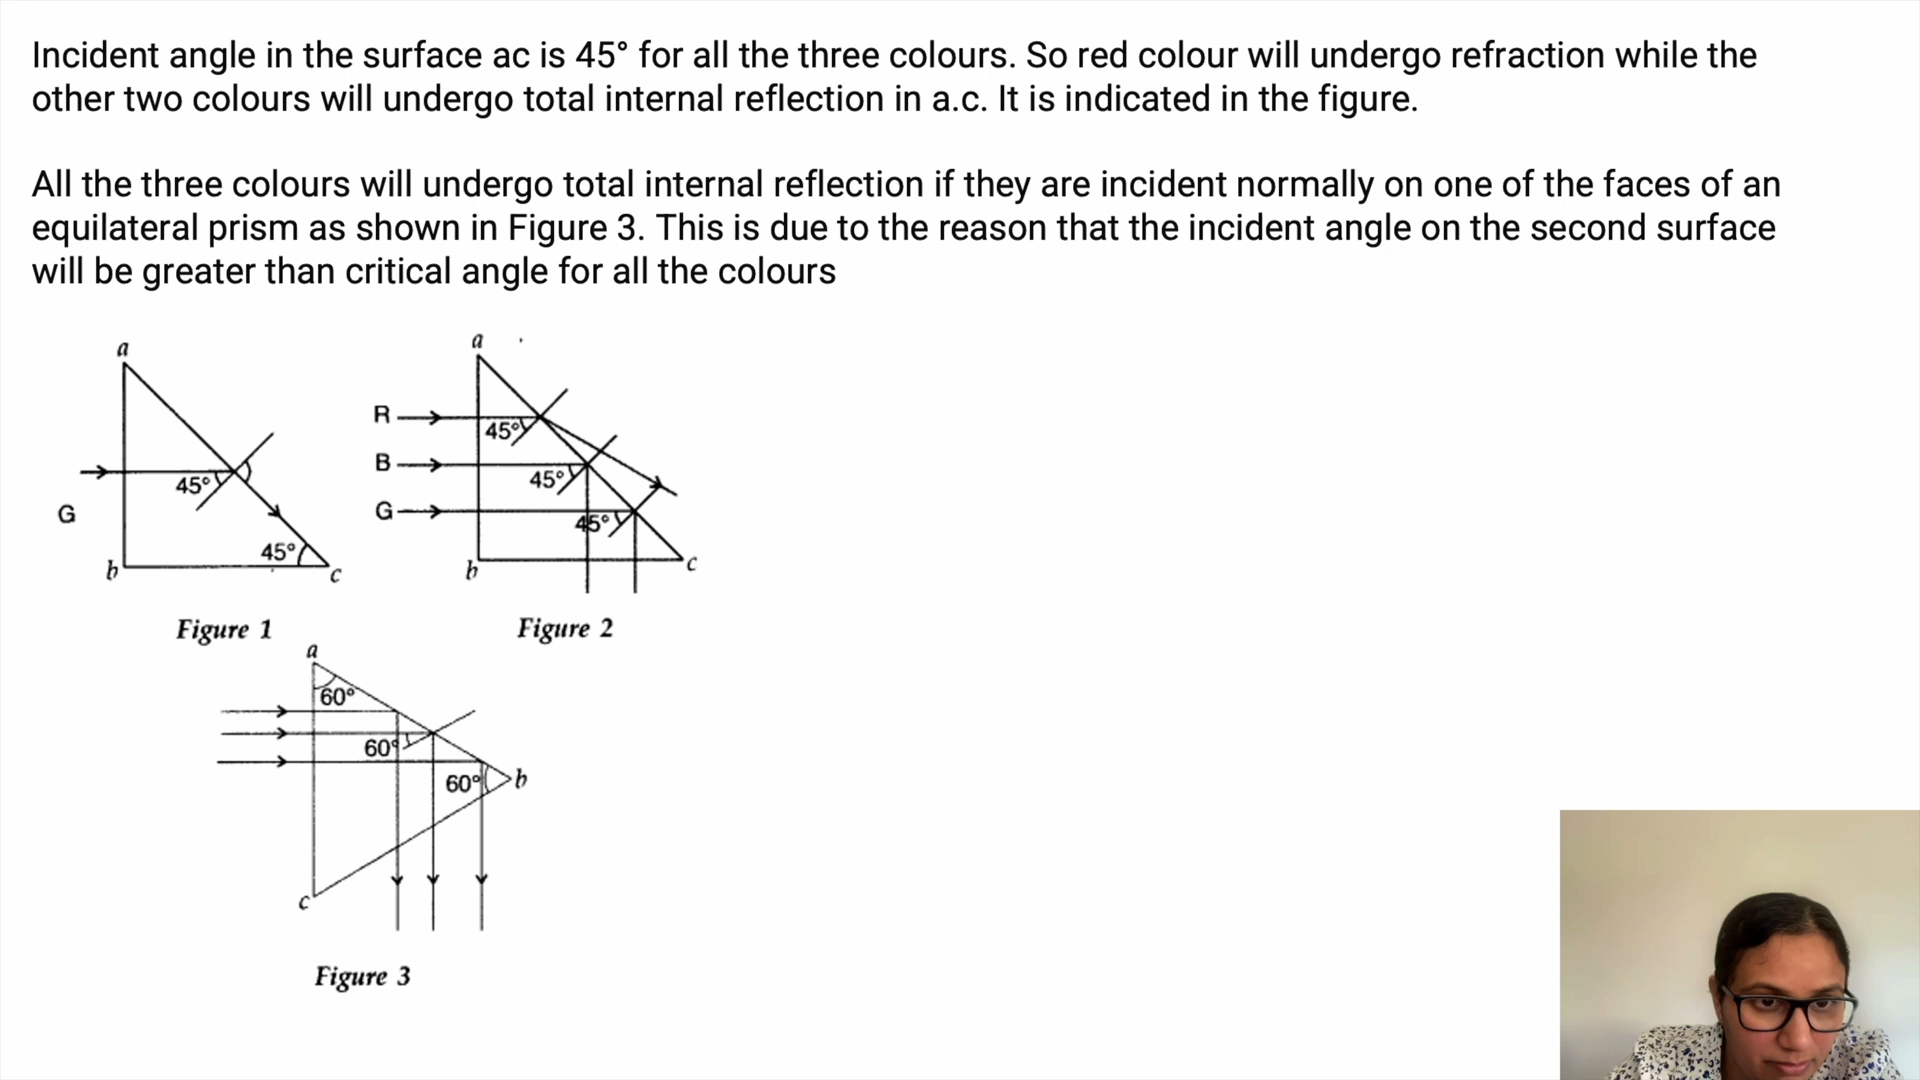 Incident angle in the surface ac is 45° for all the three colours. So red colour will undergo refraction while the
other two colours will undergo total internal reflection in a.c. It is indicated in the figure.
All the three colours will undergo total internal reflection if they are incident normally on one of the faces of an
equilateral prism as shown in Figure 3. This is due to the reason that the incident angle on the second surface
will be greater than critical angle for all the colours
a
45°
G
45°
b
c
Figure 1
a
R
45°
B
45°
G
45°
b
c
Figure 2
a
60°
60°
60°
b
c
Figure 3